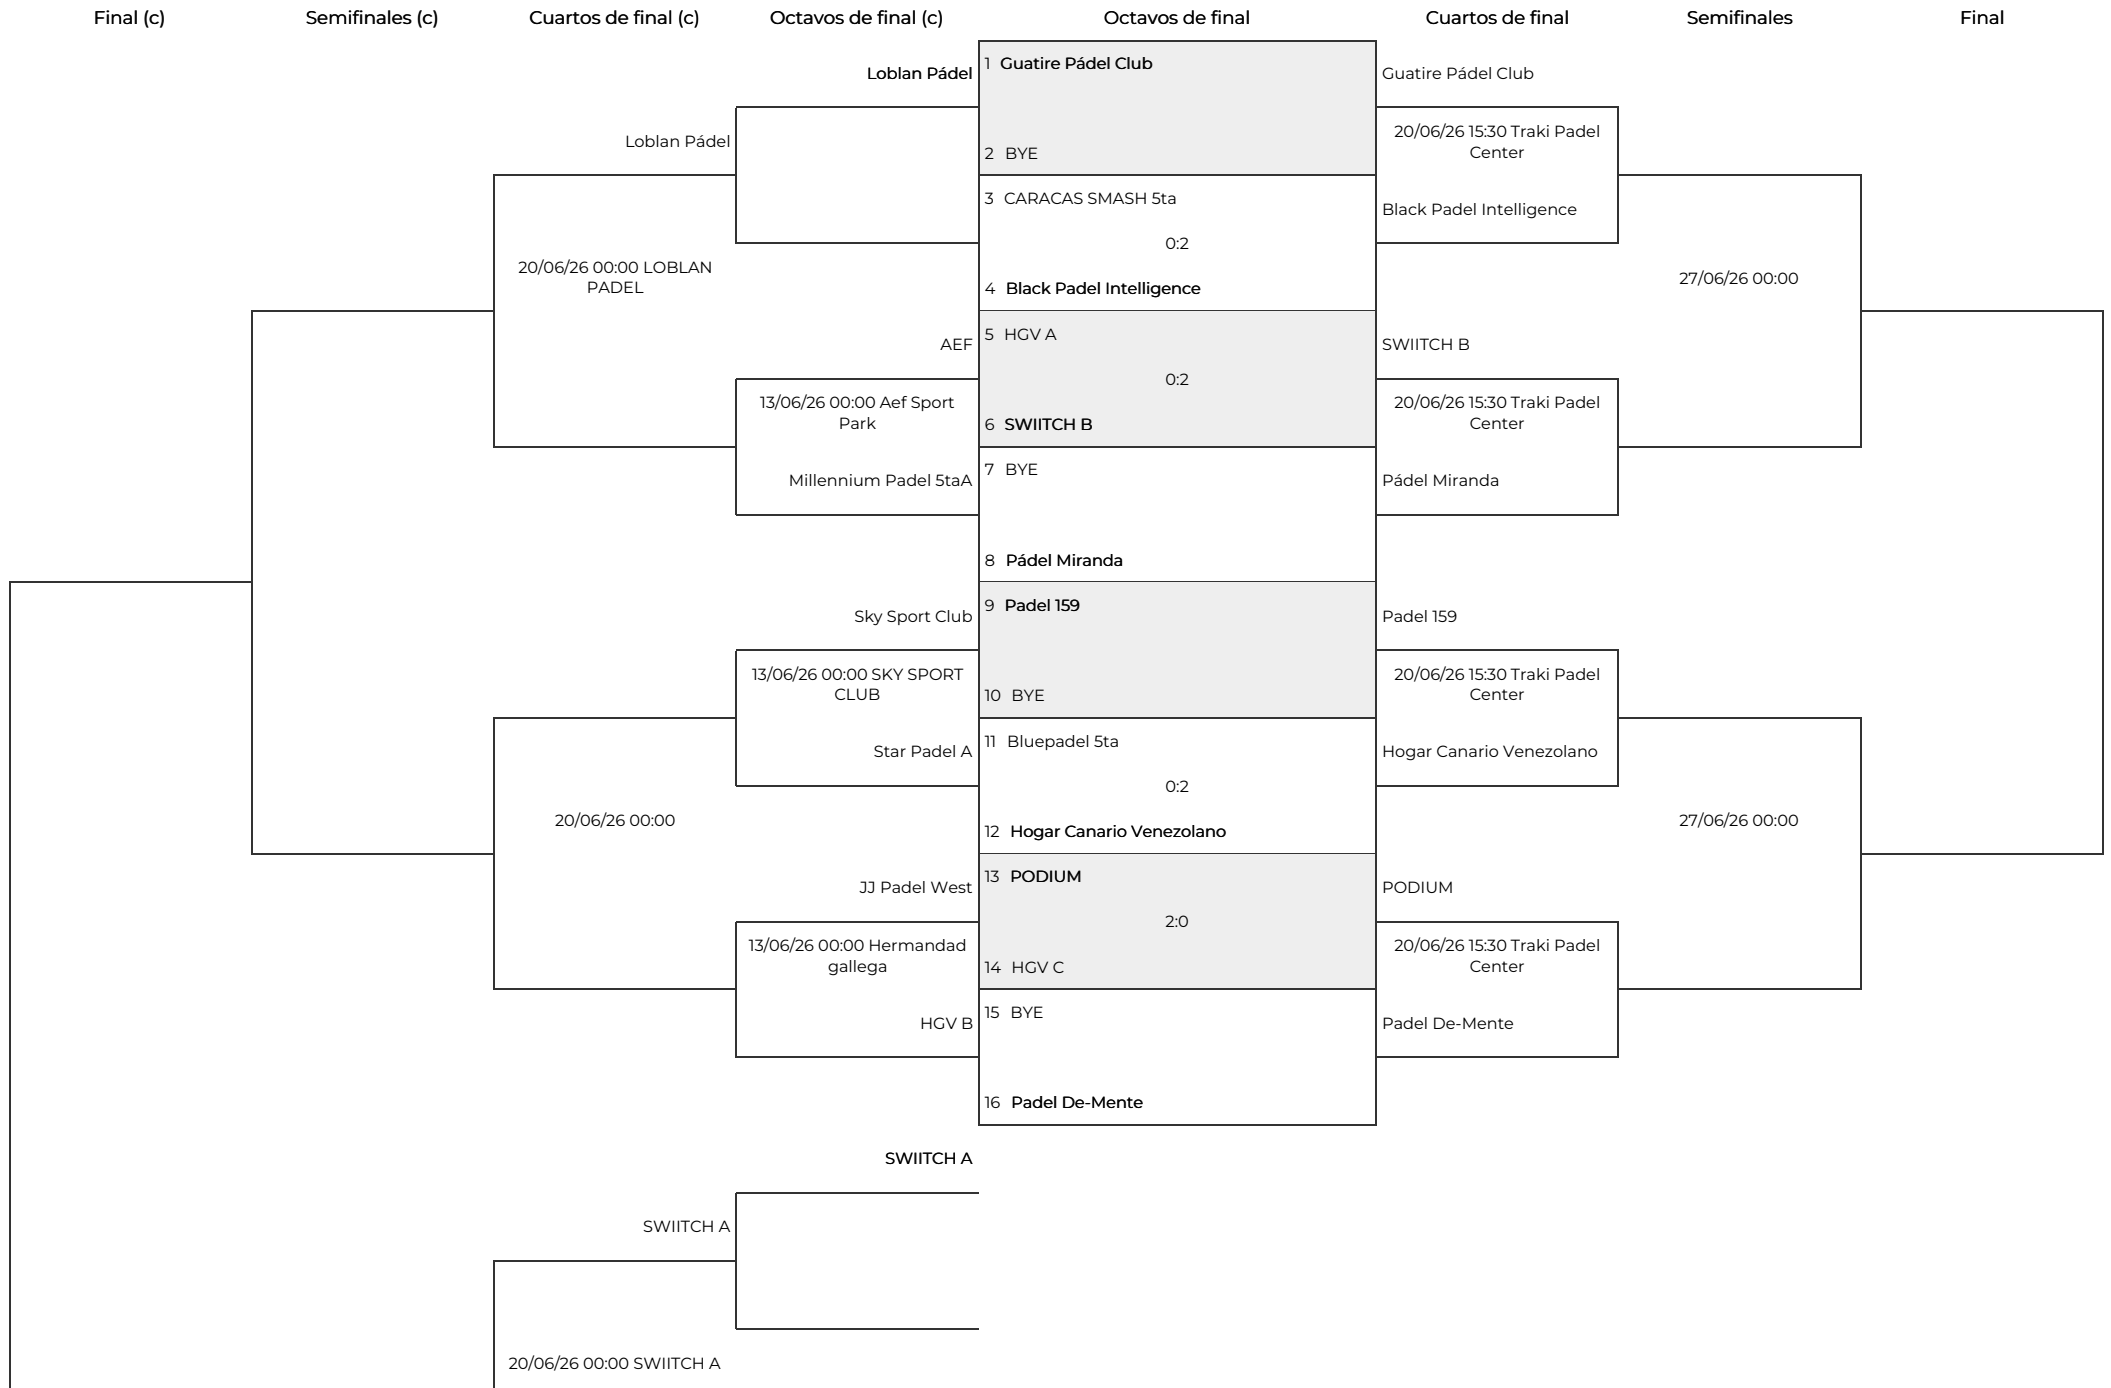 Final (c)
Semifinales (c)
Cuartos de final (c)
Octavos de final (c)
Octavos de final
Cuartos de final
Semifinales
Final
Loblan Pádel
Loblan Pádel
20/06/26 00:00 LOBLAN
PADEL
AEF
13/06/26 00:00 Aef Sport
Park
Millennium Padel 5taA
Sky Sport Club
13/06/26 00:00 SKY SPORT
CLUB
Star Padel A
20/06/26 00:00
JJ Padel West
13/06/26 00:00 Hermandad
gallega
HGV B
SWIITCH A
SWIITCH A
20/06/26 00:00 SWIITCH A
1 Guatire Pádel Club
2 BYE
3 CARACAS SMASH 5ta
0:2
4 Black Padel Intelligence
5 HGV A
0:2
6 SWIITCH B
7 BYE
8 Pádel Miranda
9 Padel 159
10 BYE
11 Bluepadel 5ta
0:2
12 Hogar Canario Venezolano
13 PODIUM
2:0
14 HGV C
15 BYE
16 Padel De-Mente
Guatire Pádel Club
20/06/26 15:30 Traki Padel
Center
Black Padel Intelligence
27/06/26 00:00
SWIITCH B
20/06/26 15:30 Traki Padel
Center
Pádel Miranda
Padel 159
20/06/26 15:30 Traki Padel
Center
Hogar Canario Venezolano
27/06/26 00:00
PODIUM
20/06/26 15:30 Traki Padel
Center
Padel De-Mente